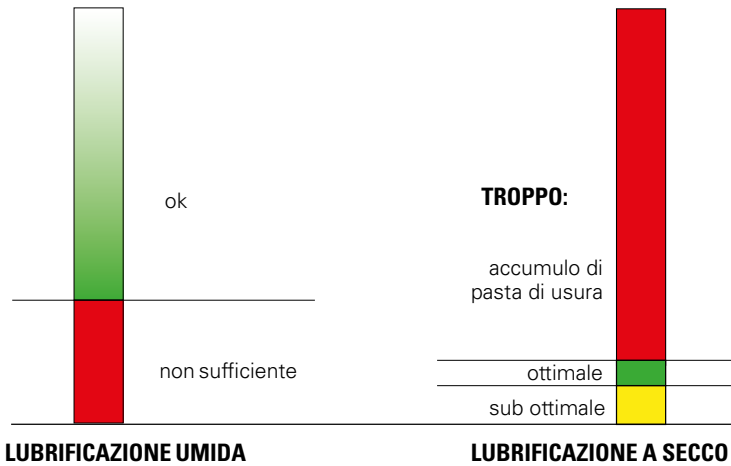 ok
non sufficiente
LUBRIFICAZIONE UMIDA
TROPPO:
accumulo di
pasta di usura
ottimale
sub ottimale
LUBRIFICAZIONE A SECCO